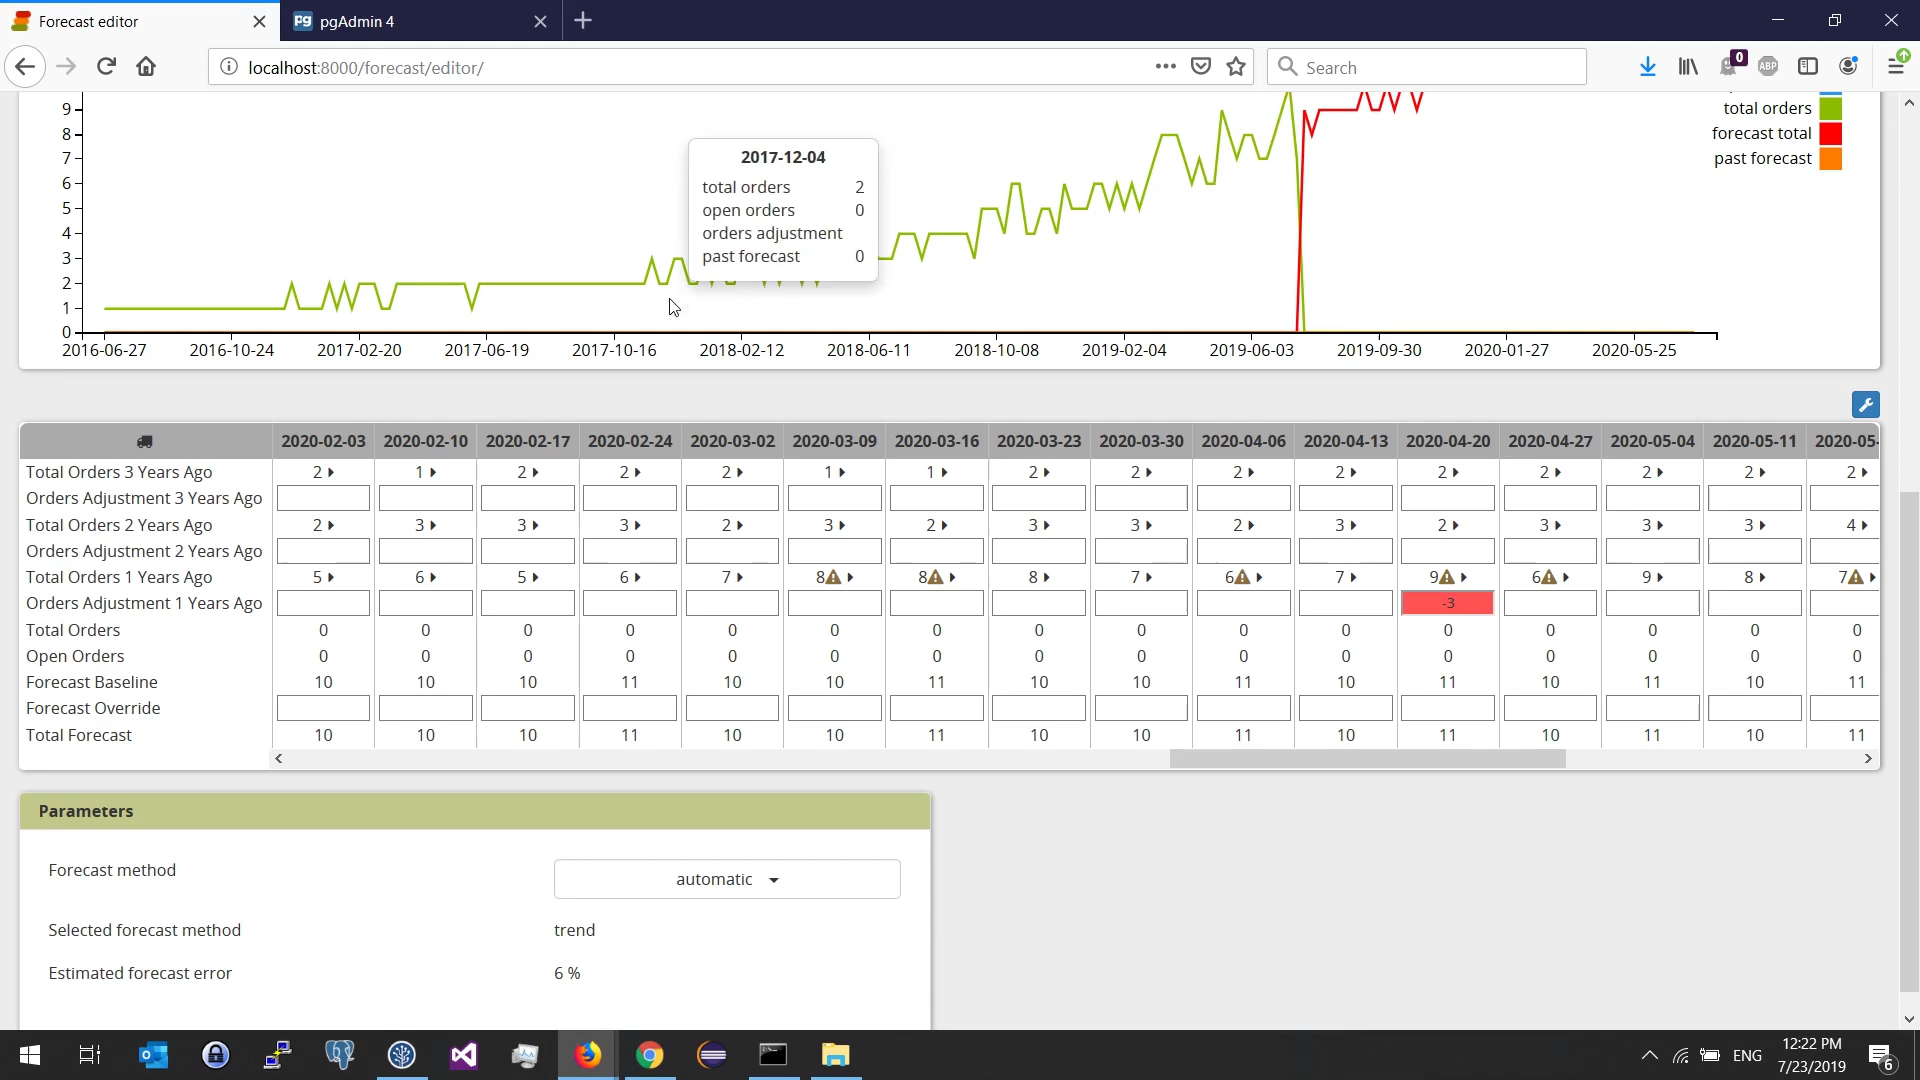 Forecast editor
pgAdmin 4
localhost:8000/forecast/editor/
Search
0
ABP
9
8
7
6
5
4
3
2
1
0
total orders
forecast total
past forecast
2017-12-04
total orders 2
open orders 0
orders adjustment
past forecast 0
2016-06-27 2016-10-24 2017-02-20 2017-06-19 2017-10-16 2018-02-12 2018-06-11 2018-10-08 2019-02-04 2019-06-03 2019-09-30 2020-01-27 2020-05-25
2020-02-03 2020-02-10 2020-02-17 2020-02-24 2020-03-02 2020-03-09 2020-03-16 2020-03-23 2020-03-30 2020-04-06 2020-04-13 2020-04-20 2020-04-27 2020-05-04 2020-05-11 2020-05-
Total Orders 3 Years Ago 2 1 2 2 2 1 1 2 2 2 2 2 2 2 2 2
Orders Adjustment 3 Years Ago
Total Orders 2 Years Ago 2 3 3 3 2 3 2 3 3 2 3 2 3 3 3 4
Orders Adjustment 2 Years Ago
Total Orders 1 Years Ago 5 6 5 6 7 8 8 8 7 6 7 9 6 9 8 7
Orders Adjustment 1 Years Ago -3
Total Orders 0 0 0 0 0 0 0 0 0 0 0 0 0 0 0 0
Open Orders 0 0 0 0 0 0 0 0 0 0 0 0 0 0 0 0
Forecast Baseline 10 10 10 11 10 10 11 10 10 11 10 11 10 11 10 11
Forecast Override
Total Forecast 10 10 10 11 10 10 11 10 10 11 10 11 10 11 10 11
Parameters
Forecast method automatic
Selected forecast method trend
Estimated forecast error 6 %
ENG
12:22 PM
7/23/2019
6